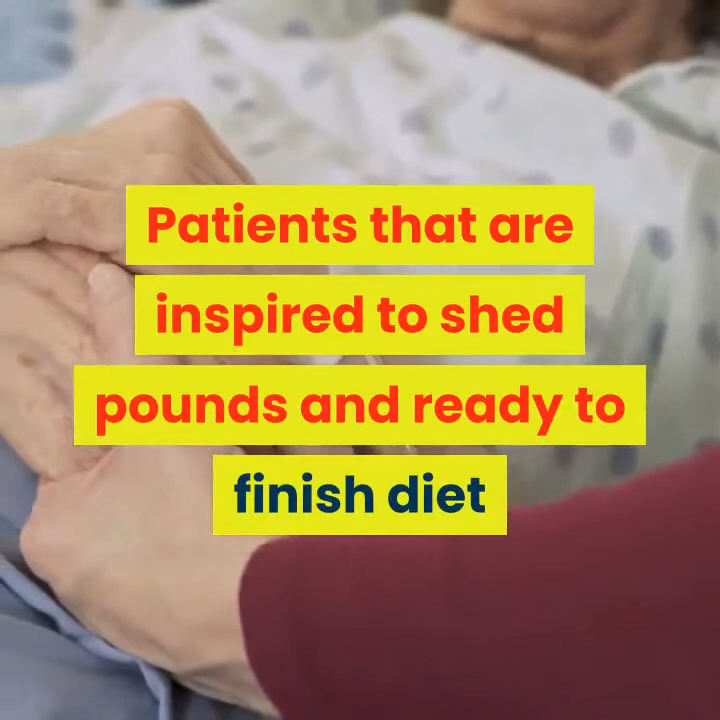 Patients that are
inspired to shed
pounds and ready to
finish diet